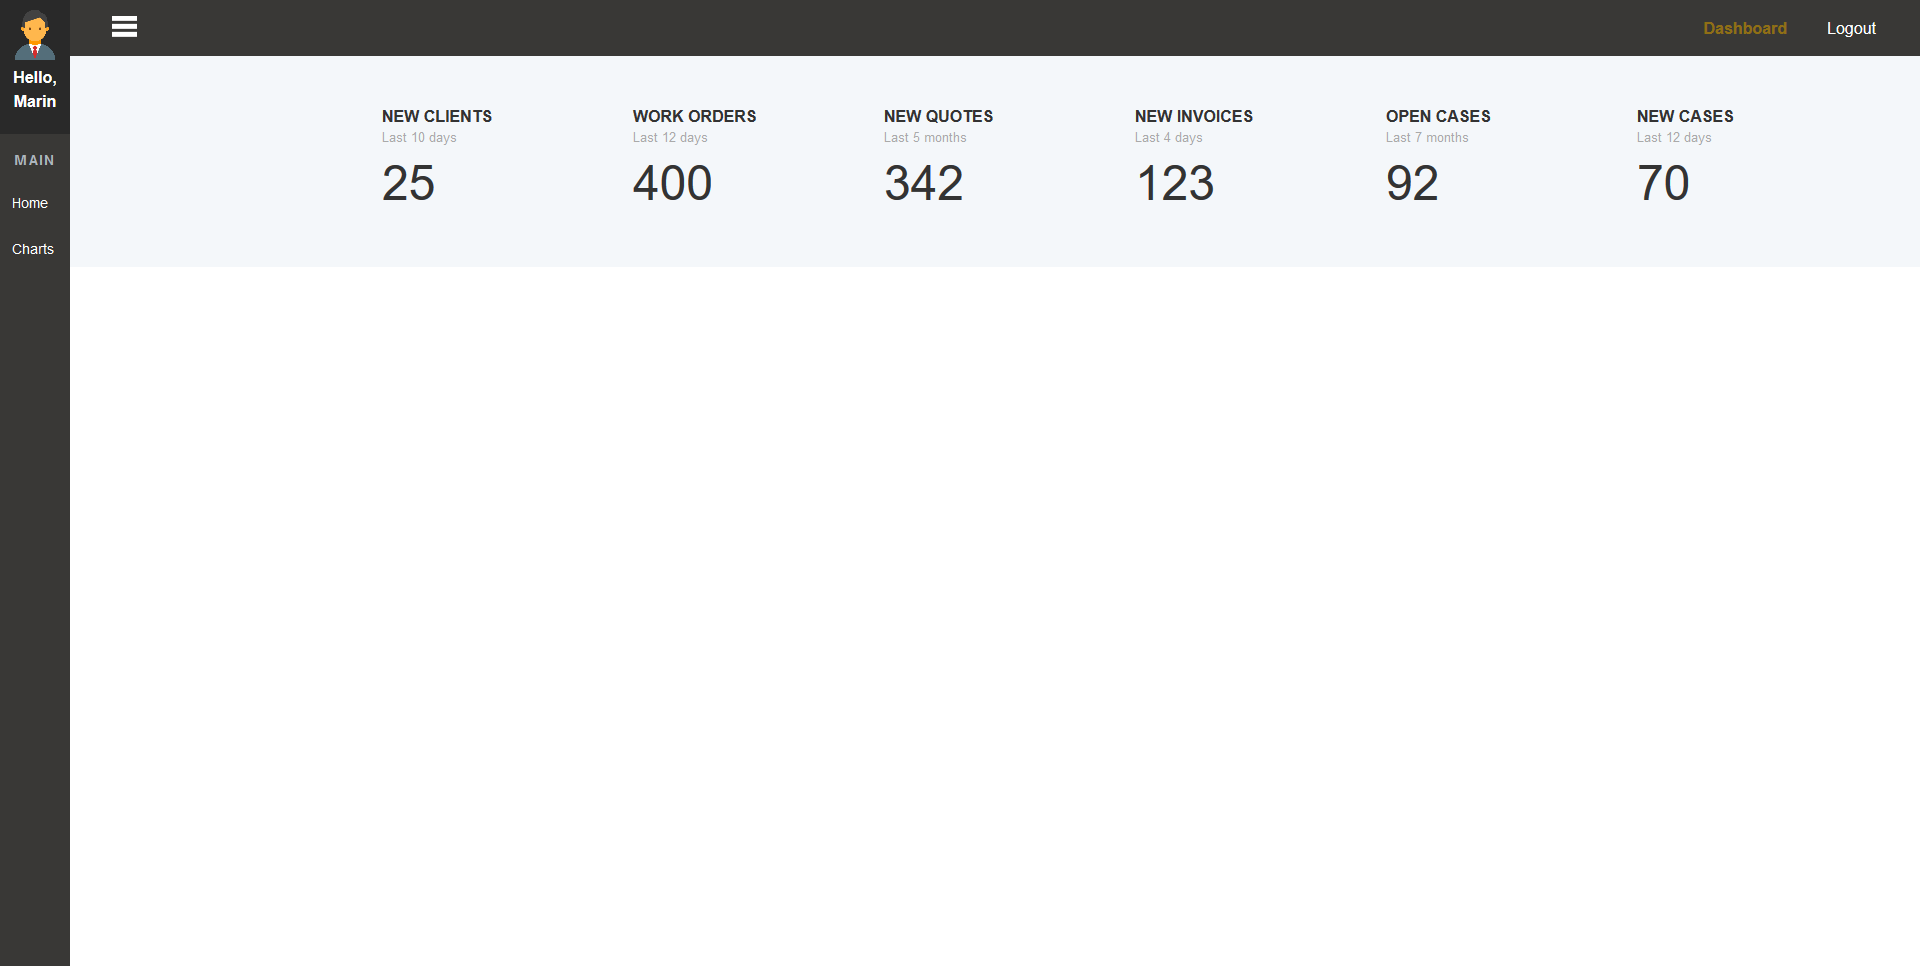 Hello,
Marin
MAIN
Home
Charts
Dashboard
Logout
NEW CLIENTS
Last 10 days
25
WORK ORDERS
Last 12 days
400
NEW QUOTES
Last 5 months
342
NEW INVOICES
Last 4 days
123
OPEN CASES
Last 7 months
92
NEW CASES
Last 12 days
70